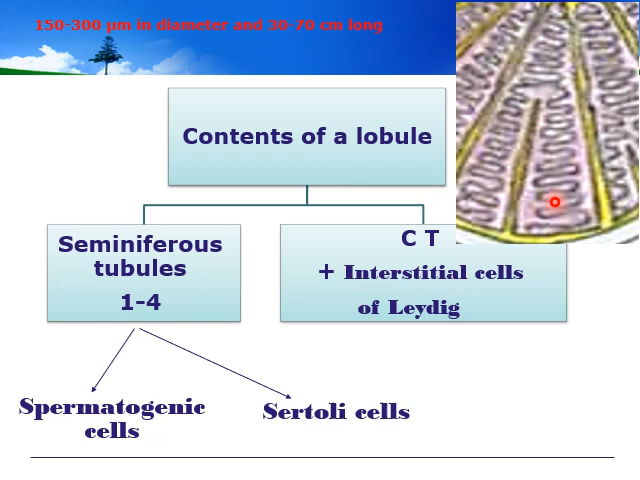 150-300 μm in diameter and 30-70 cm long
Contents of a lobule
Seminiferous
tubules
1-4
C T
+ Interstitial cells
of Leydig
Spermatogenic
cells
Sertoli cells